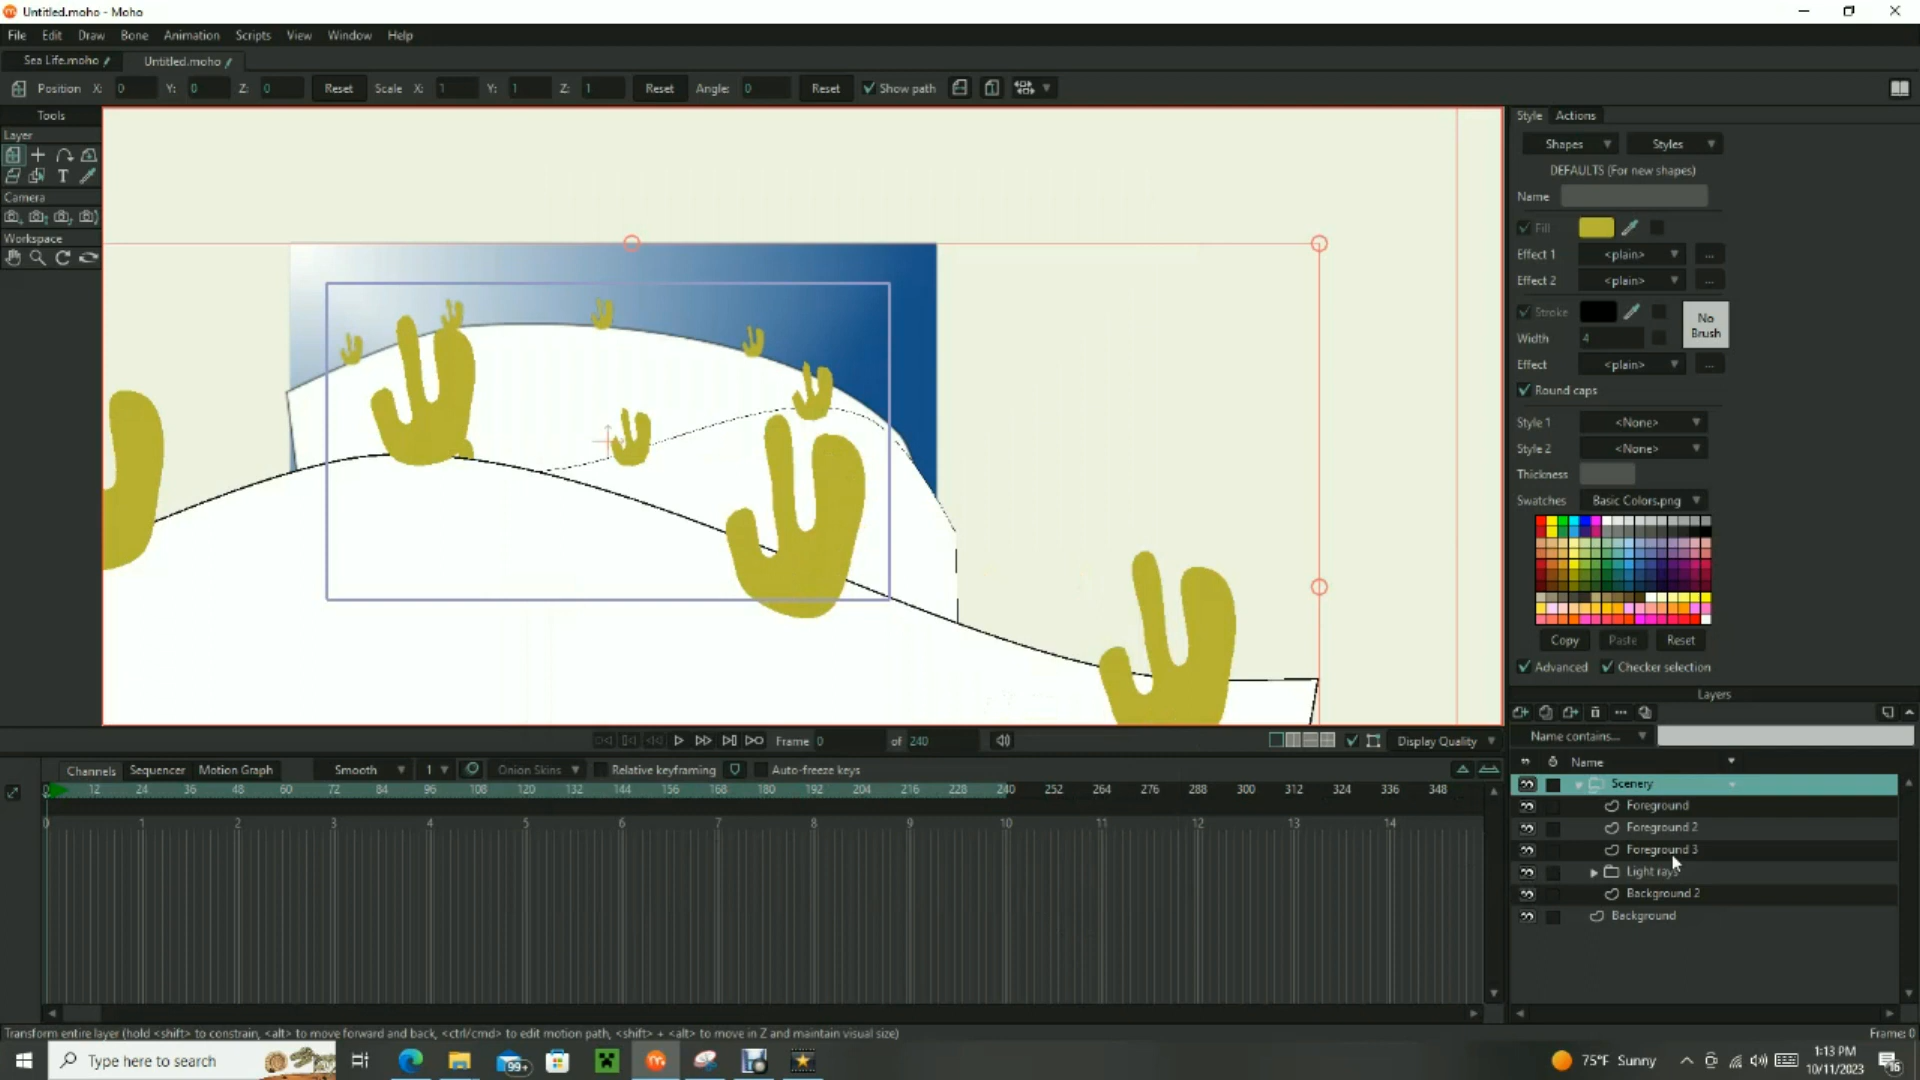 Untitled.moho - Moho
File Edit Draw Bone Animation Scripts View Window Help
Sea Life.moho Untitled.moho
Position X: 0 Y: 0 Z: 0 Reset Scale X: 1 Y: 1 Z: 1 Reset Angle: 0 Reset Show path
Tools
Layer
Camera
Workspace
Style Actions
Shapes Styles
DEFAULTS (For new shapes)
Name
Fill
Effect 1 <plain> ...
Effect 2 <plain> ...
Stroke
No Brush
Width 4
Effect <plain> ...
Round caps
Style 1 <None>
Style 2 <None>
Thickness
Swatches Basic Colors.png
Copy Paste Reset
Advanced Checker selection
Layers
Name contains...
Name
Scenery
Foreground
Foreground 2
Foreground 3
Light rays
Background 2
Background
Frame 0 of 240 Display Quality
Channels Sequencer Motion Graph Smooth 1 Onion Skins Relative keyframing Auto-freeze keys
0 12 24 36 48 60 72 84 96 108 120 132 144 156 168 180 192 204 216 228 240 252 264 276 288 300 312 324 336 348
0 1 2 3 4 5 6 7 8 9 10 11 12 13 14
Transform entire layer (hold <shift> to constrain, <alt> to move forward and back, <ctrl/cmd> to edit motion path, <shift> + <alt> to move in Z and maintain visual size)
Frame: 0
Type here to search
99+
75°F Sunny
1:13 PM
10/11/2023
16